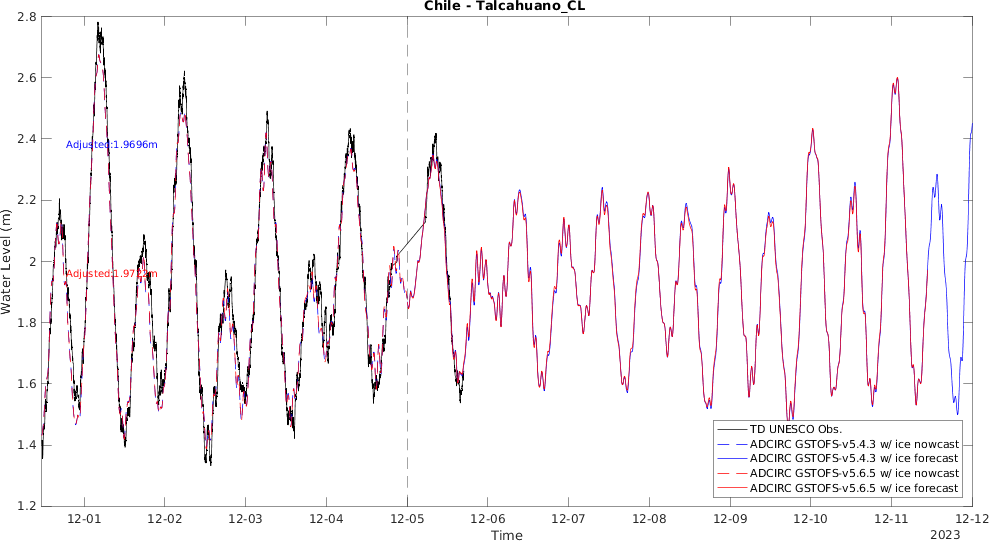 Chile - Talcahuano_CL
2.8
2.6
2.4
2.2
2
1.8
1.6
1.4
1.2
Water Level (m)
Adjusted:1.9696m
TD UNESCO Obs.
ADCIRC GSTOFS-v5.4.3 w/ ice nowcast
ADCIRC GSTOFS-v5.4.3 w/ ice forecast
ADCIRC GSTOFS-v5.6.5 w/ ice nowcast
ADCIRC GSTOFS-v5.6.5 w/ ice forecast
12-01 12-02 12-03 12-04 12-05 12-06 12-07 12-08 12-09 12-10 12-11 12-12
Time
2023